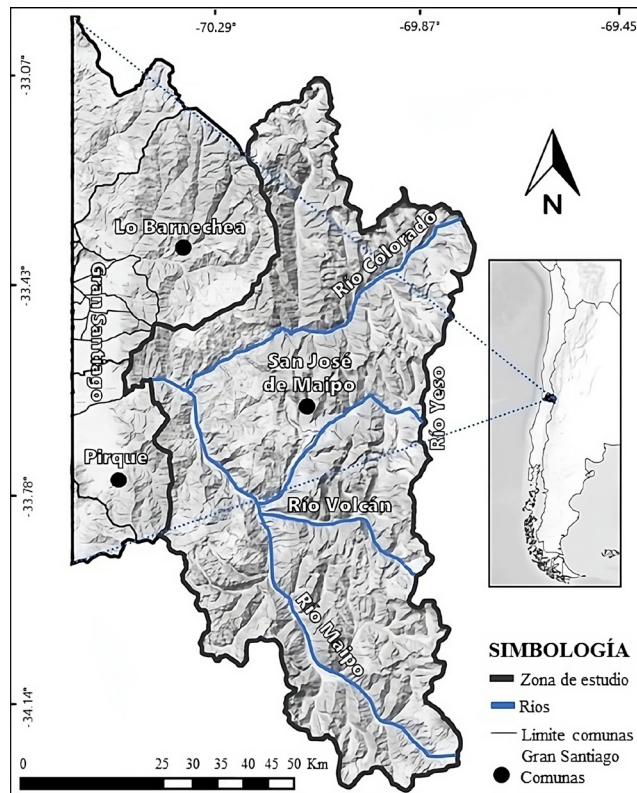 -70.29°
-69.87°
-69.45
-33.07°
-33.43°
-33.78°
-34.14°
Lo Barnechea
Gran Santiago
Río Colorado
San José
de Maipo
Río Yeso
Pirque
Río Volcán
Río Maipo
N
SIMBOLOGÍA
Zona de estudio
Rios
Limite comunas
Gran Santiago
Comunas
0 25 30 35 40 45 50 Km